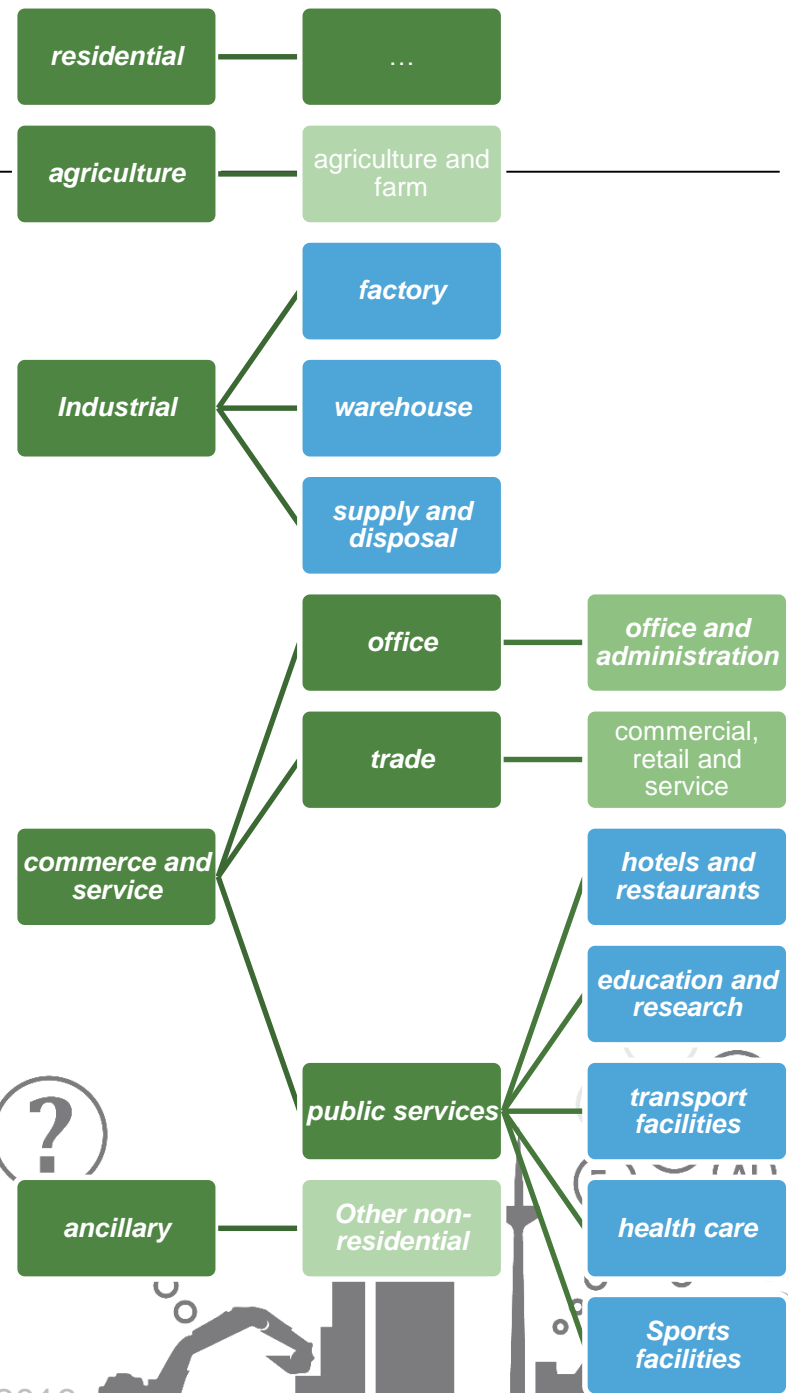 residential
…
agriculture
agriculture and
farm
factory
Industrial
warehouse
supply and
disposal
office
office and
administration
trade
commercial,
retail and
service
commerce and
service
hotels and
restaurants
education and
research
public services
transport
facilities
?
ancillary
Other non-
residential
health care
Sports
facilities